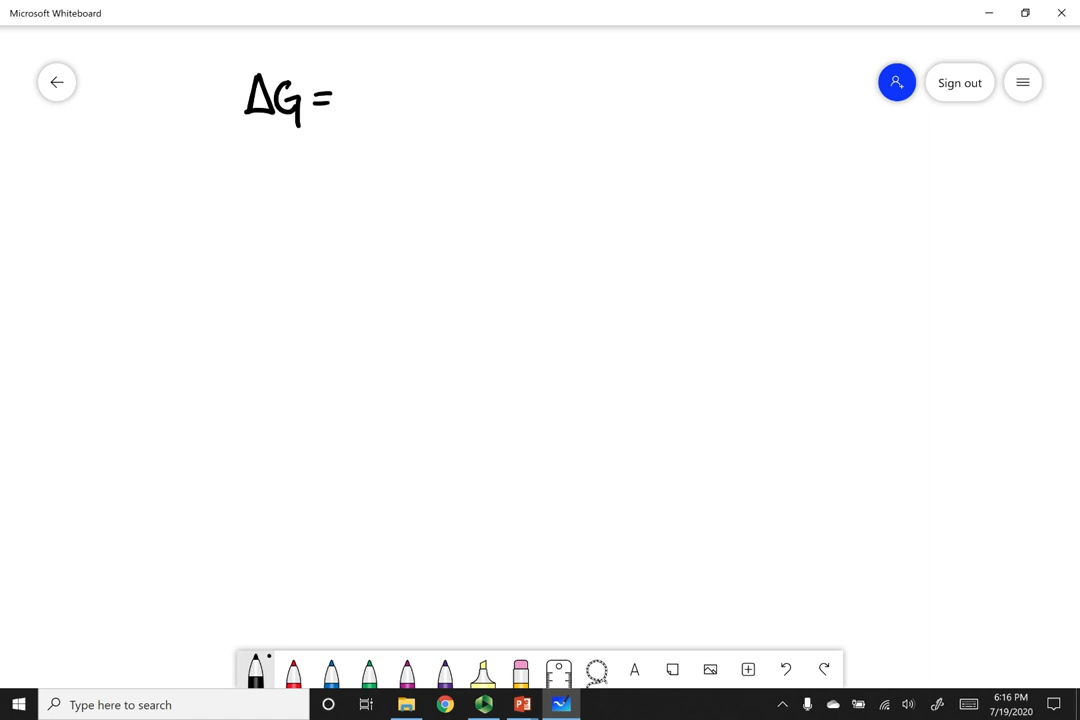 Microsoft Whiteboard
ΔG =
Sign out
A
Type here to search
6:16 PM
7/19/2020